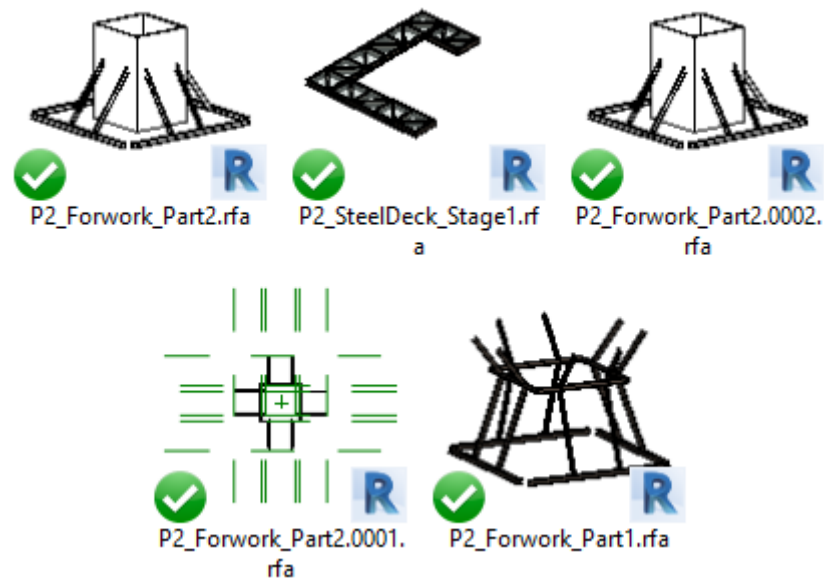 R
R
R
P2_Forwork_Part2.rfa
P2_SteelDeck_Stage1.rf
a
P2_Forwork_Part2.0002.
rfa
R
R
P2_Forwork_Part2.0001.
rfa
P2_Forwork_Part1.rfa